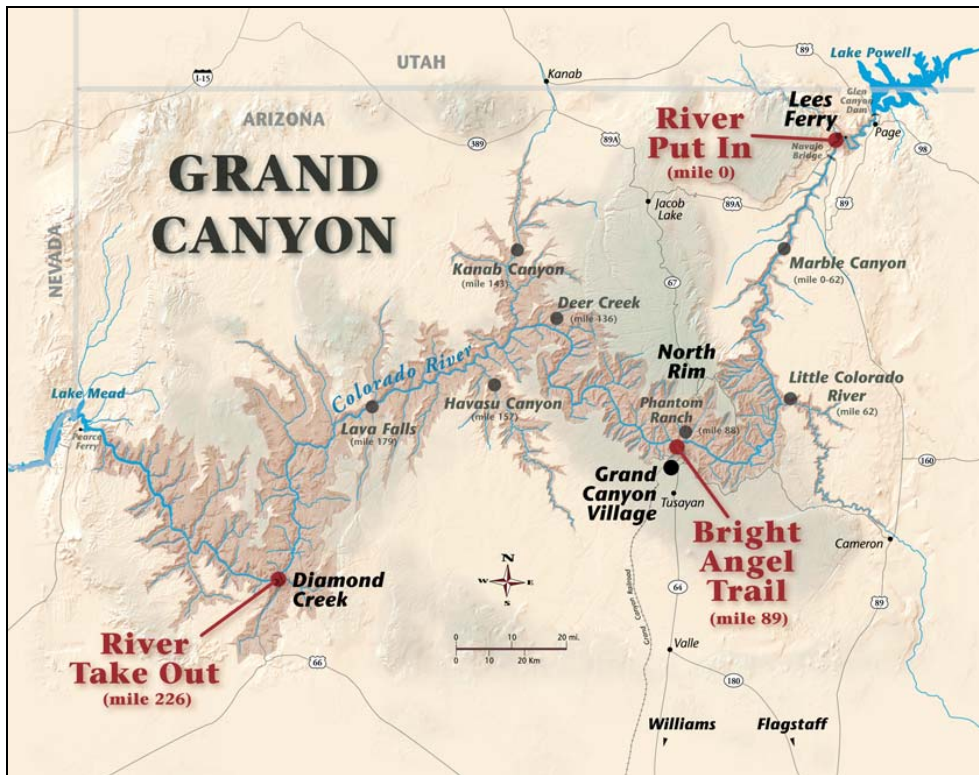 UTAH
ARIZONA
NEVADA
GRAND
CANYON
I-15
89
Lake Powell
Kanab
Glen
Canyon
Dam
Lees
Ferry
River
Put In
(mile 0)
Page
Navajo
Bridge
389
89A
98
89A
89
Jacob
Lake
67
Kanab Canyon
(mile 143)
Marble Canyon
(mile 0-62)
Deer Creek
(mile 136)
Colorado River
North
Rim
Lake Mead
Pearce
Ferry
Lava Falls
(mile 179)
Havasu Canyon
(mile 157)
Phantom
Ranch
(mile 88)
Little Colorado
River
(mile 62)
160
Grand
Canyon
Village
Tusayan
Bright
Angel
Trail
(mile 89)
Cameron
N
W E
S
Diamond
Creek
River
Take Out
(mile 226)
64
89
Grand Canyon Railroad
0 10 20 mi.
0 10 20 Km
66
Valle
180
Williams
Flagstaff